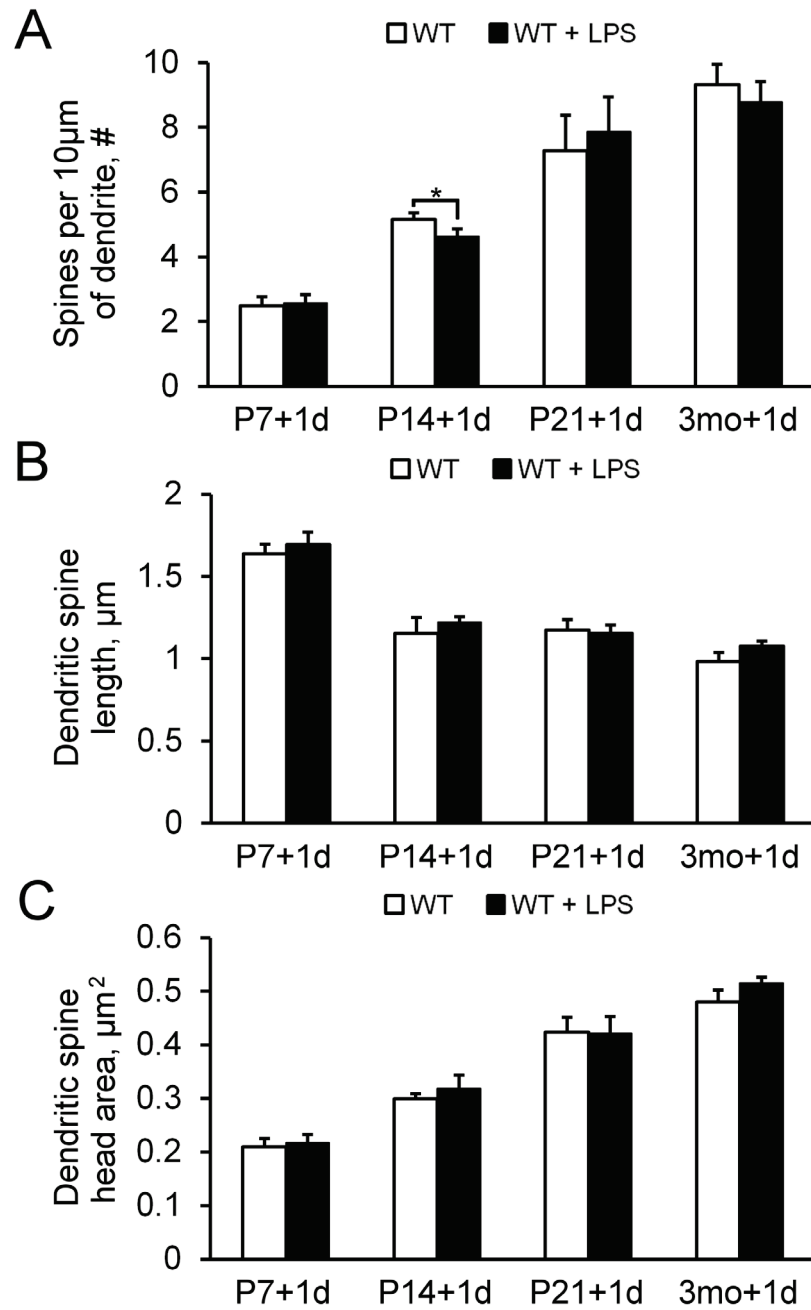 A
WT WT + LPS
Spines per 10µm
of dendrite, #
10
8
6
4
2
0
*
P7+1d P14+1d P21+1d 3mo+1d
B
WT WT + LPS
Dendritic spine
length, µm
2
1.5
1
0.5
0
P7+1d P14+1d P21+1d 3mo+1d
C
WT WT + LPS
Dendritic spine
head area, µm²
0.6
0.5
0.4
0.3
0.2
0.1
0
P7+1d P14+1d P21+1d 3mo+1d